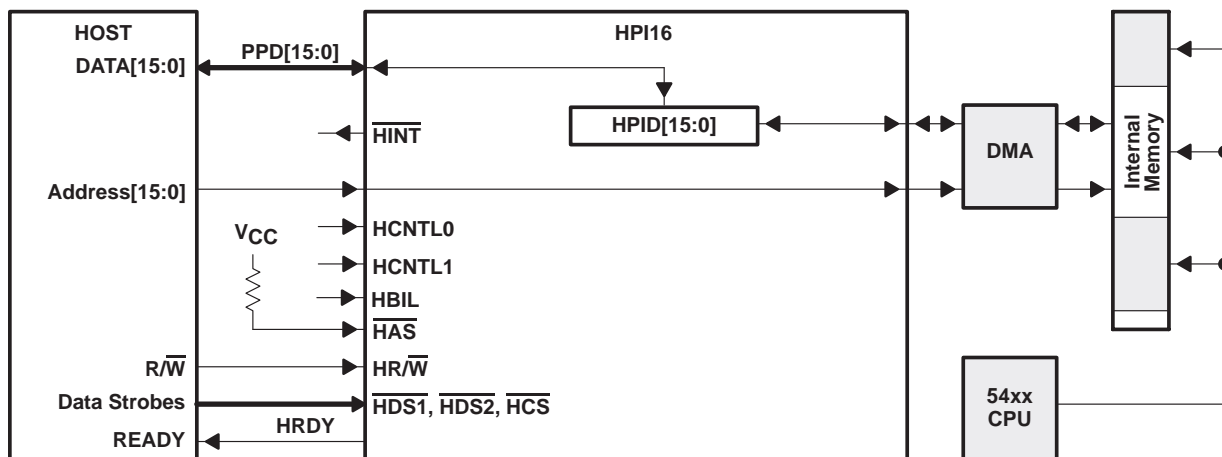 HOST
HPI16
PPD[15:0]
DATA[15:0]
HPID[15:0]
HINT
DMA
Internal
Memory
Address[15:0]
HCNTL0
VCC
HCNTL1
HBIL
HAS
R/W
HR/W
Data Strobes
HDS1, HDS2, HCS
54xx
CPU
HRDY
READY